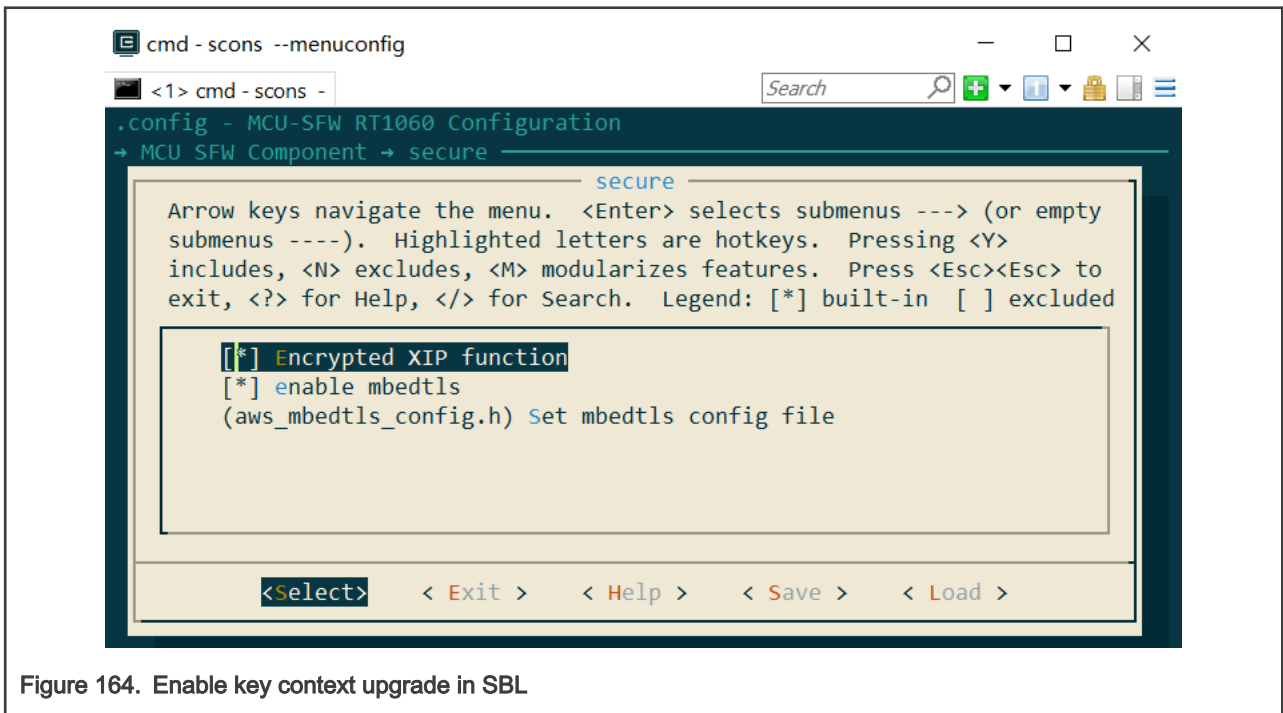 cmd - scons  --menuconfig
<1> cmd - scons -
Search
.config - MCU-SFW RT1060 Configuration
→ MCU SFW Component → secure
secure
Arrow keys navigate the menu.  <Enter> selects submenus ---> (or empty
submenus ----).  Highlighted letters are hotkeys.  Pressing <Y>
includes, <N> excludes, <M> modularizes features.  Press <Esc><Esc> to
exit, <?> for Help, </> for Search.  Legend: [*] built-in  [ ] excluded
[*] Encrypted XIP function
[*] enable mbedtls
(aws_mbedtls_config.h) Set mbedtls config file
<Select>    < Exit >    < Help >    < Save >    < Load >
Figure 164. Enable key context upgrade in SBL